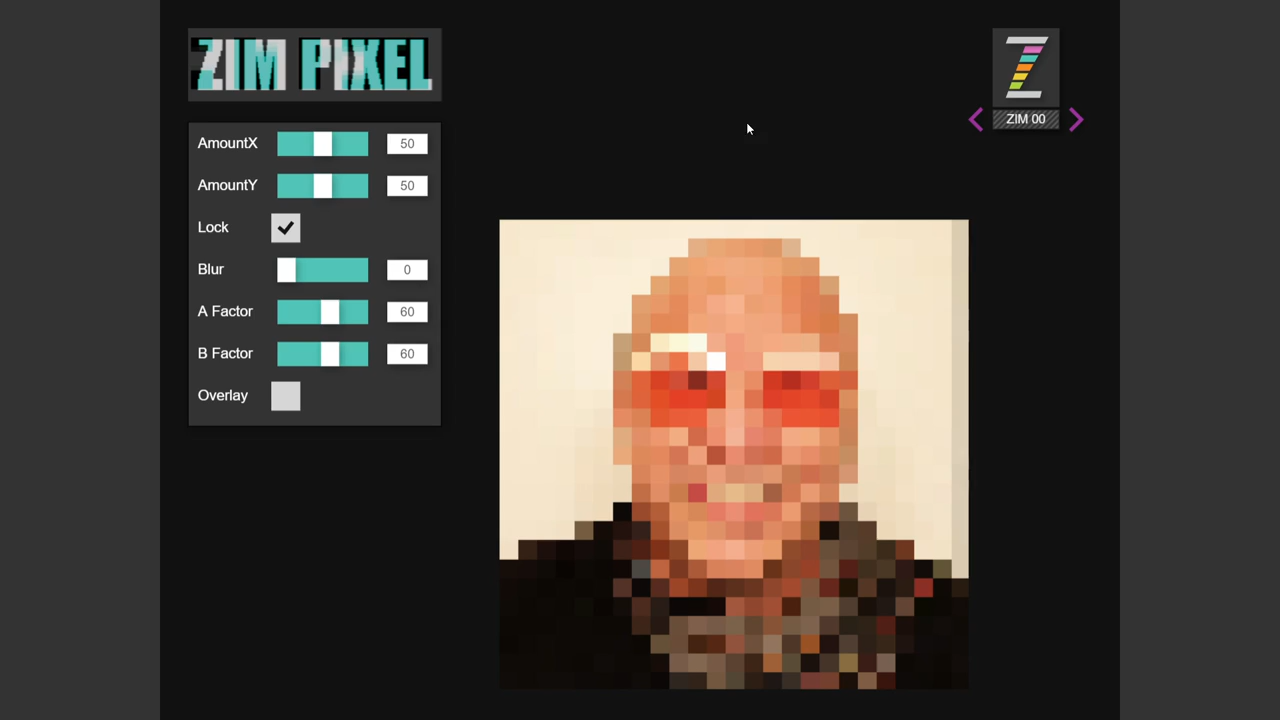 ZIM PIXEL
ZIM 00
AmountX 50
AmountY 50
Lock
Blur 0
A Factor 60
B Factor 60
Overlay